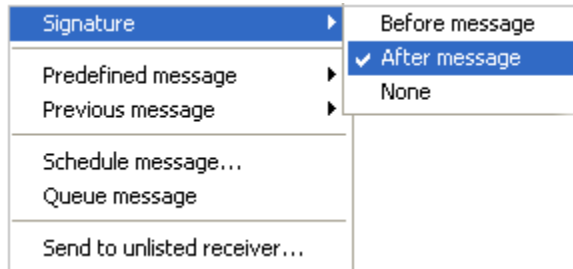 Signature
Before message
After message
None
Predefined message
Previous message
Schedule message...
Queue message
Send to unlisted receiver...